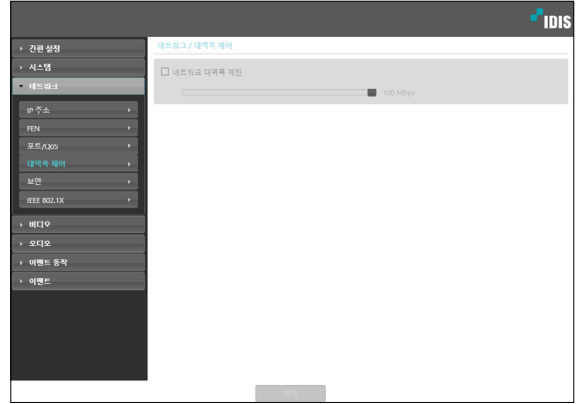 IDIS
간편 설정
시스템
네트워크
IP 주소
FEN
포트/QoS
대역폭 제어
보안
IEEE 802.1X
비디오
오디오
이벤트 동작
이벤트
네트워크 / 대역폭 제어
네트워크 대역폭 제한
100 Mbps
저장